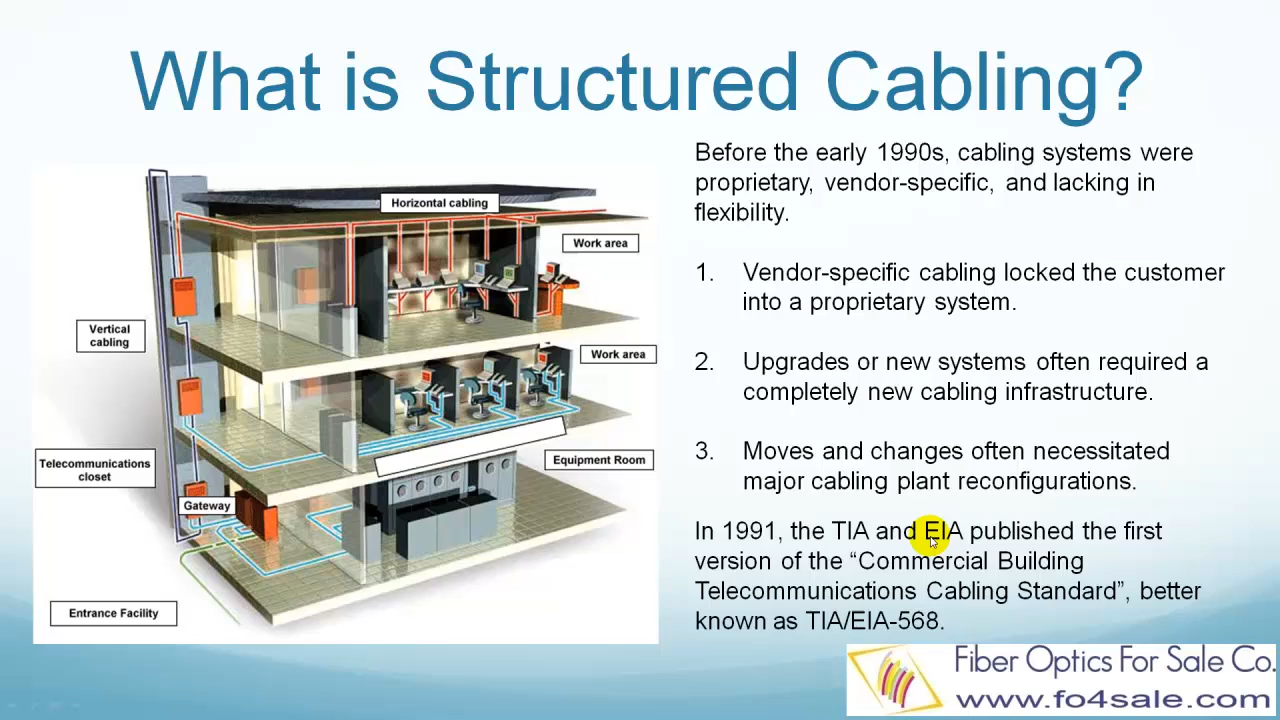 What is Structured Cabling?
Before the early 1990s, cabling systems were
proprietary, vendor-specific, and lacking in
flexibility.
1. Vendor-specific cabling locked the customer
into a proprietary system.
2. Upgrades or new systems often required a
completely new cabling infrastructure.
3. Moves and changes often necessitated
major cabling plant reconfigurations.
In 1991, the TIA and EIA published the first
version of the “Commercial Building
Telecommunications Cabling Standard”, better
known as TIA/EIA-568.
Horizontal cabling
Work area
Vertical
cabling
Work area
Telecommunications
closet
Equipment Room
Gateway
Entrance Facility
Fiber Optics For Sale Co.
www.fo4sale.com